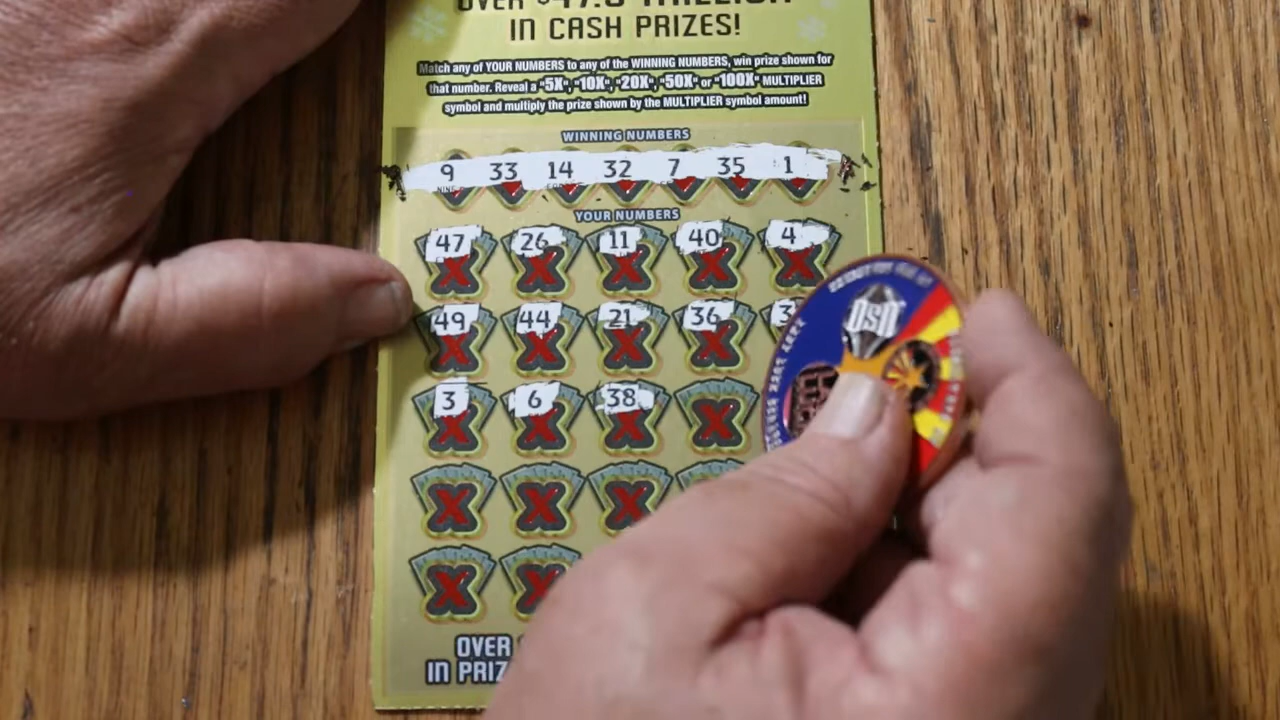 IN CASH PRIZES!
Match any of YOUR NUMBERS to any of the WINNING NUMBERS, win prize shown for
that number. Reveal a "5X", "10X", "20X", "50X" or "100X" MULTIPLIER
symbol and multiply the prize shown by the MULTIPLIER symbol amount!
WINNING NUMBERS
9 33 14 32 7 35 1
YOUR NUMBERS
47 26 11 40 4
49 44 21 36
3 6 38
OVER
IN PRIZ